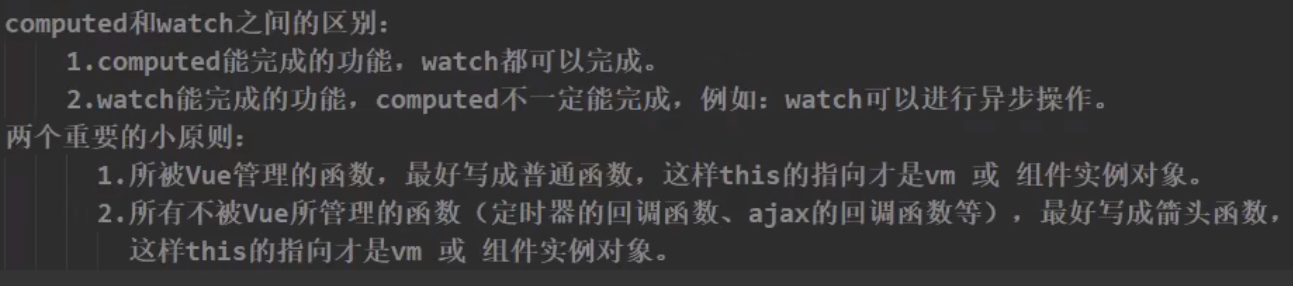 computed和watch之间的区别：
1.computed能完成的功能，watch都可以完成。
2.watch能完成的功能，computed不一定能完成，例如：watch可以进行异步操作。
两个重要的小原则：
1.所被Vue管理的函数，最好写成普通函数，这样this的指向才是vm 或 组件实例对象。
2.所有不被Vue所管理的函数（定时器的回调函数、ajax的回调函数等），最好写成箭头函数，
这样this的指向才是vm 或 组件实例对象。